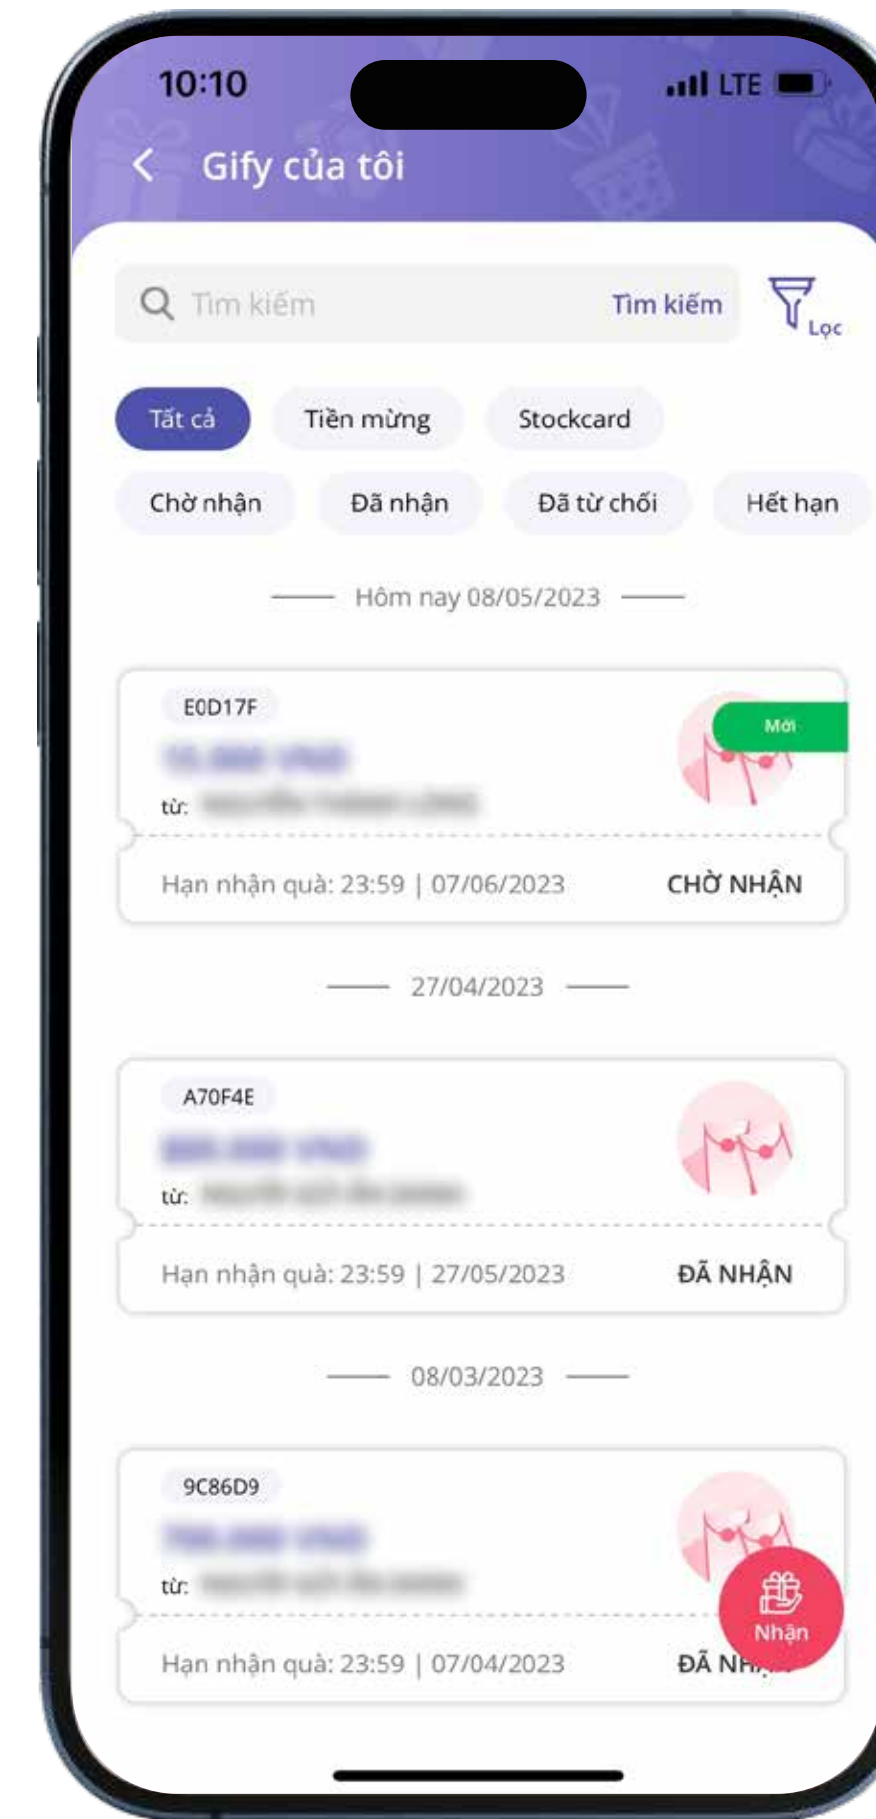 10:10 LTE
Gify của tôi
Tìm kiếm Tìm kiếm Lọc
Tất cả Tiền mừng Stockcard
Chờ nhận Đã nhận Đã từ chối Hết hạn
Hôm nay 08/05/2023
E0D17F
Mới
từ:
Hạn nhận quà: 23:59 | 07/06/2023 CHỜ NHẬN
27/04/2023
A70F4E
từ:
Hạn nhận quà: 23:59 | 27/05/2023 ĐÃ NHẬN
08/03/2023
9C86D9
từ:
Nhận
Hạn nhận quà: 23:59 | 07/04/2023 ĐÃ